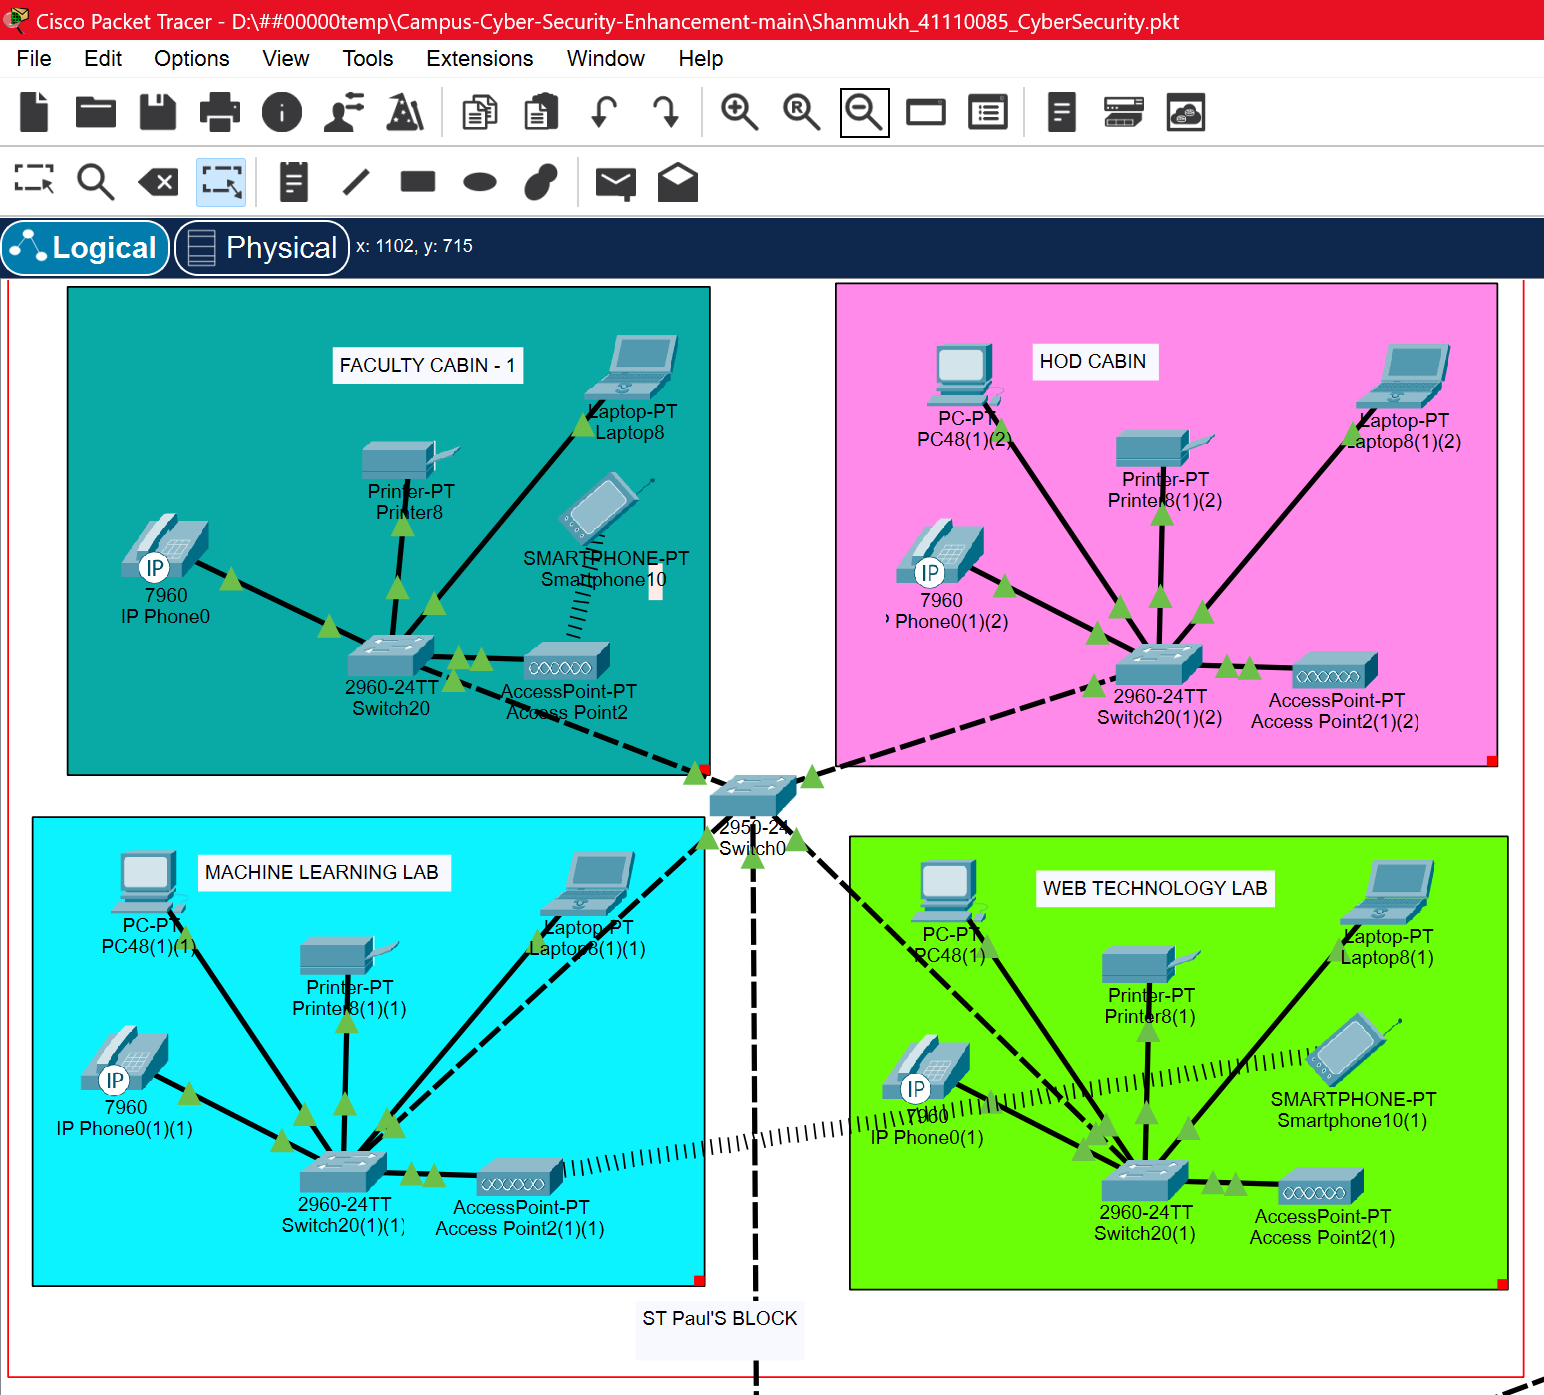 Cisco Packet Tracer - D:\##00000temp\Campus-Cyber-Security-Enhancement-main\Shanmukh_41110085_CyberSecurity.pkt
File Edit Options View Tools Extensions Window Help
Logical Physical x: 1102, y: 715
FACULTY CABIN - 1
Laptop-PT
Laptop8
Printer-PT
Printer8
SMARTPHONE-PT
Smartphone10
IP
7960
IP Phone0
2960-24TT
Switch20
AccessPoint-PT
Access Point2
HOD CABIN
PC-PT
PC48(1)(2)
Laptop-PT
Laptop8(1)(2)
Printer-PT
Printer8(1)(2)
IP
7960
Phone0(1)(2)
2960-24TT
Switch20(1)(2)
AccessPoint-PT
Access Point2(1)(2)
2950-24
Switch0
MACHINE LEARNING LAB
PC-PT
PC48(1)(1)
Laptop-PT
Laptop8(1)(1)
Printer-PT
Printer8(1)(1)
IP
7960
IP Phone0(1)(1)
2960-24TT
Switch20(1)(1)
AccessPoint-PT
Access Point2(1)(1)
WEB TECHNOLOGY LAB
PC-PT
PC48(1)
Laptop-PT
Laptop8(1)
Printer-PT
Printer8(1)
IP
7960
IP Phone0(1)
SMARTPHONE-PT
Smartphone10(1)
2960-24TT
Switch20(1)
AccessPoint-PT
Access Point2(1)
ST Paul'S BLOCK